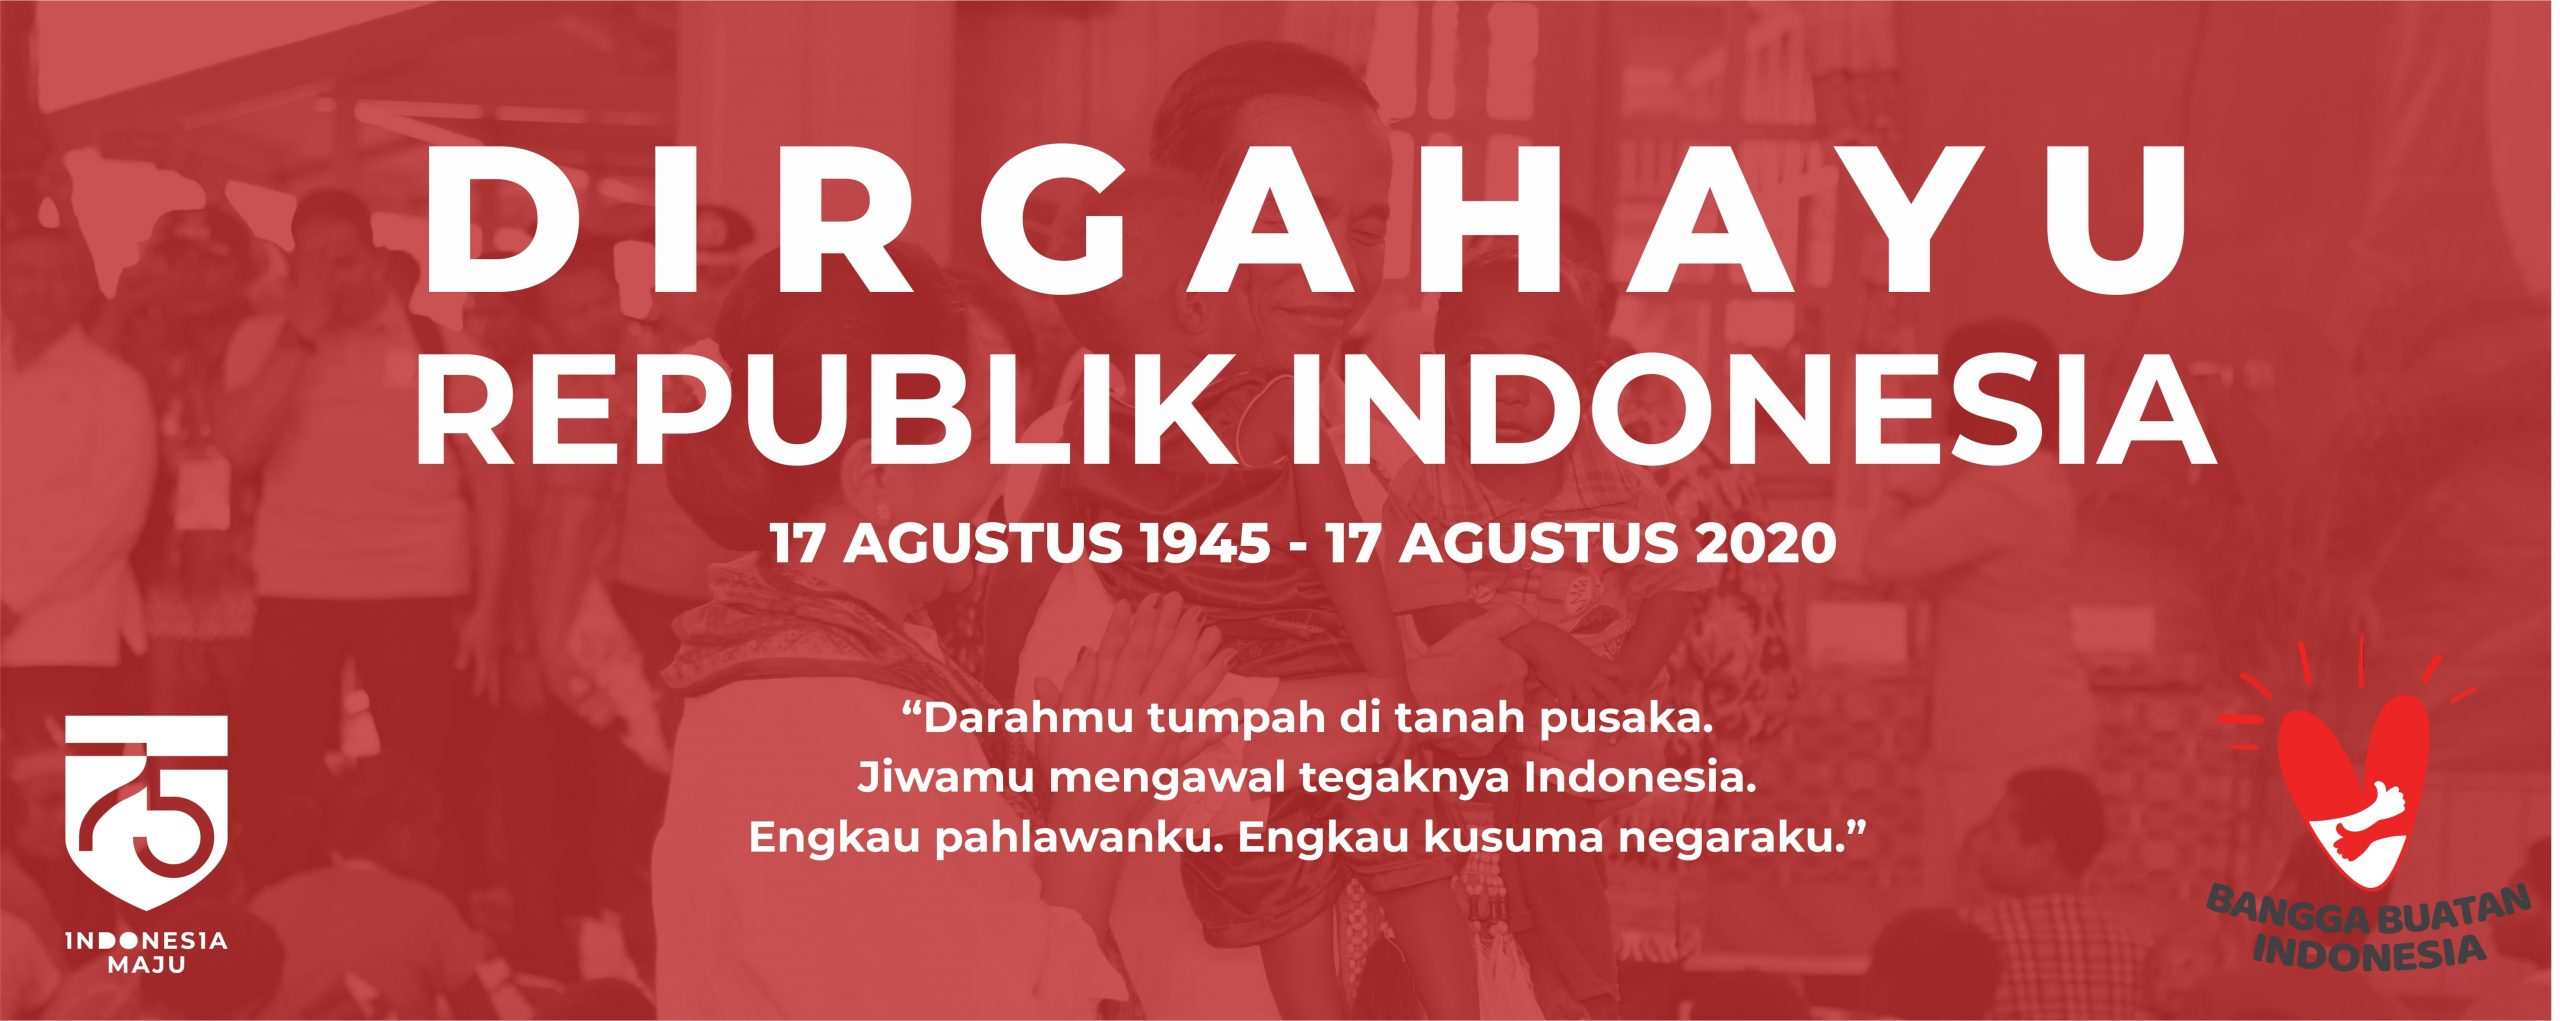 DIRGAHAYU
REPUBLIK INDONESIA
17 AGUSTUS 1945 - 17 AGUSTUS 2020
“Darahmu tumpah di tanah pusaka.
Jiwamu mengawal tegaknya Indonesia.
Engkau pahlawanku. Engkau kusuma negaraku.”
75
INDONESIA
MAJU
BANGGA BUATAN
INDONESIA